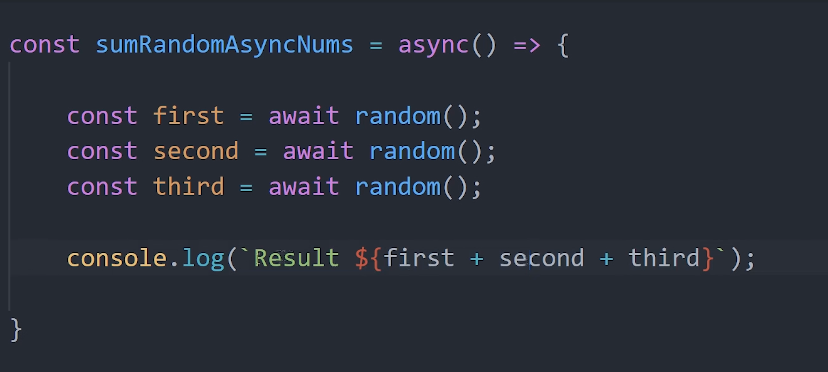 const sumRandomAsyncNums = async() => {
const first = await random();
const second = await random();
const third = await random();
console.log(`Result ${first + second + third}`);
}